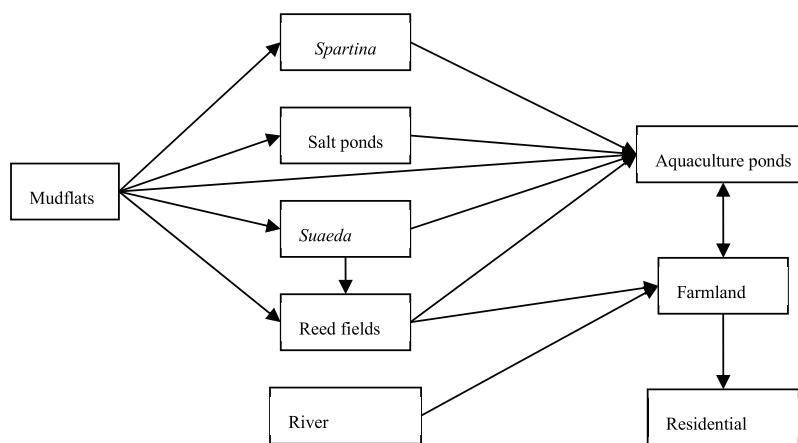 Spartina
Salt ponds
Aquaculture ponds
Mudflats
Suaeda
Farmland
Reed fields
River
Residential